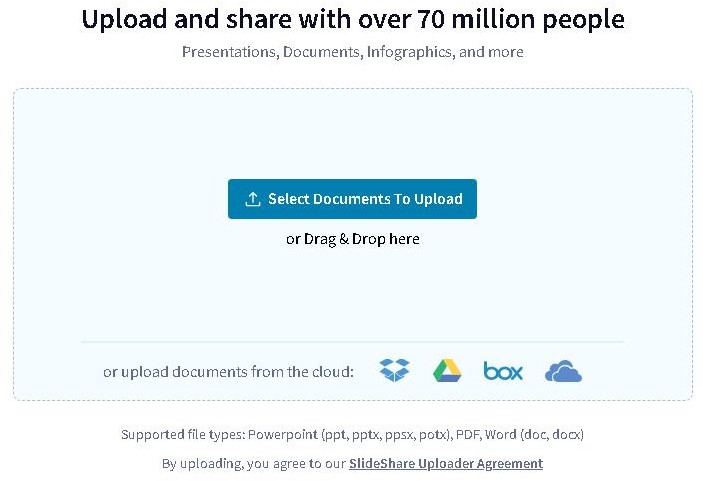 Upload and share with over 70 million people
Presentations, Documents, Infographics, and more
Select Documents To Upload
or Drag & Drop here
or upload documents from the cloud:
box
Supported file types: Powerpoint (ppt, pptx, ppsx, potx), PDF, Word (doc, docx)
By uploading, you agree to our SlideShare Uploader Agreement